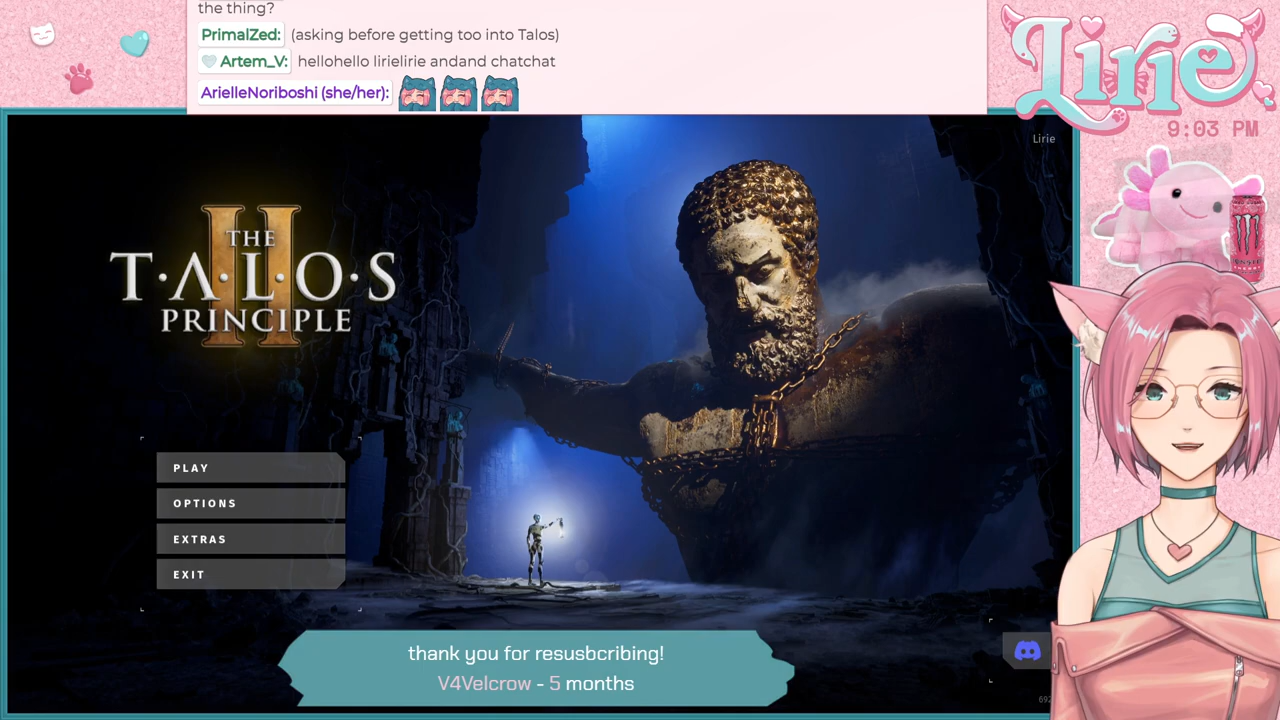 the thing?
PrimalZed: (asking before getting too into Talos)
Artem_V: hellohello lirielirie andand chatchat
ArielleNoriboshi (she/her):
Lirie
9:03 PM
Lirie
II
THE
T·A·L·O·S
PRINCIPLE
PLAY
OPTIONS
EXTRAS
EXIT
thank you for resusbcribing!
V4Velcrow - 5 months